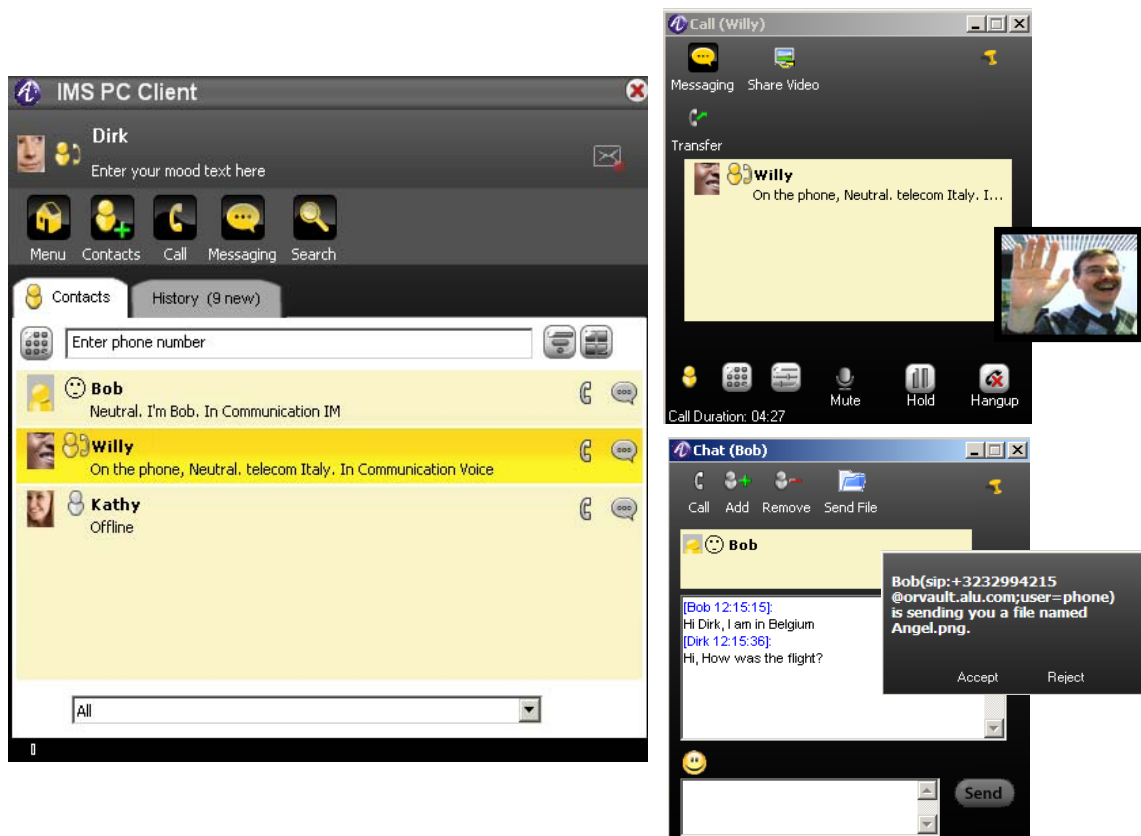 IMS PC Client
Dirk
Enter your mood text here
Menu Contacts Call Messaging Search
Contacts History (9 new)
Enter phone number
Bob
Neutral. I'm Bob. In Communication IM
Willy
On the phone, Neutral. telecom Italy. In Communication Voice
Kathy
Offline
All
Call (Willy)
Messaging Share Video
Transfer
Willy
On the phone, Neutral. telecom Italy. I...
Mute Hold Hangup
Call Duration: 04:27
Chat (Bob)
Call Add Remove Send File
Bob
[Bob 12:15:15]:
Hi Dirk, I am in Belgium
[Dirk 12:15:36]:
Hi, How was the flight?
Bob(sip:+3232994215
@orvault.alu.com;user=phone)
is sending you a file named
Angel.png.
Accept Reject
Send